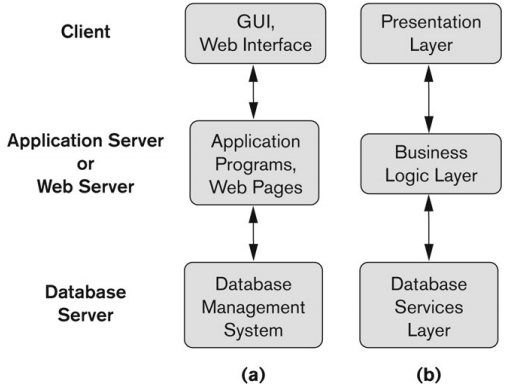 Client
GUI,
Web Interface
Presentation
Layer
Application Server
or
Web Server
Application
Programs,
Web Pages
Business
Logic Layer
Database
Server
Database
Management
System
Database
Services
Layer
(a)
(b)